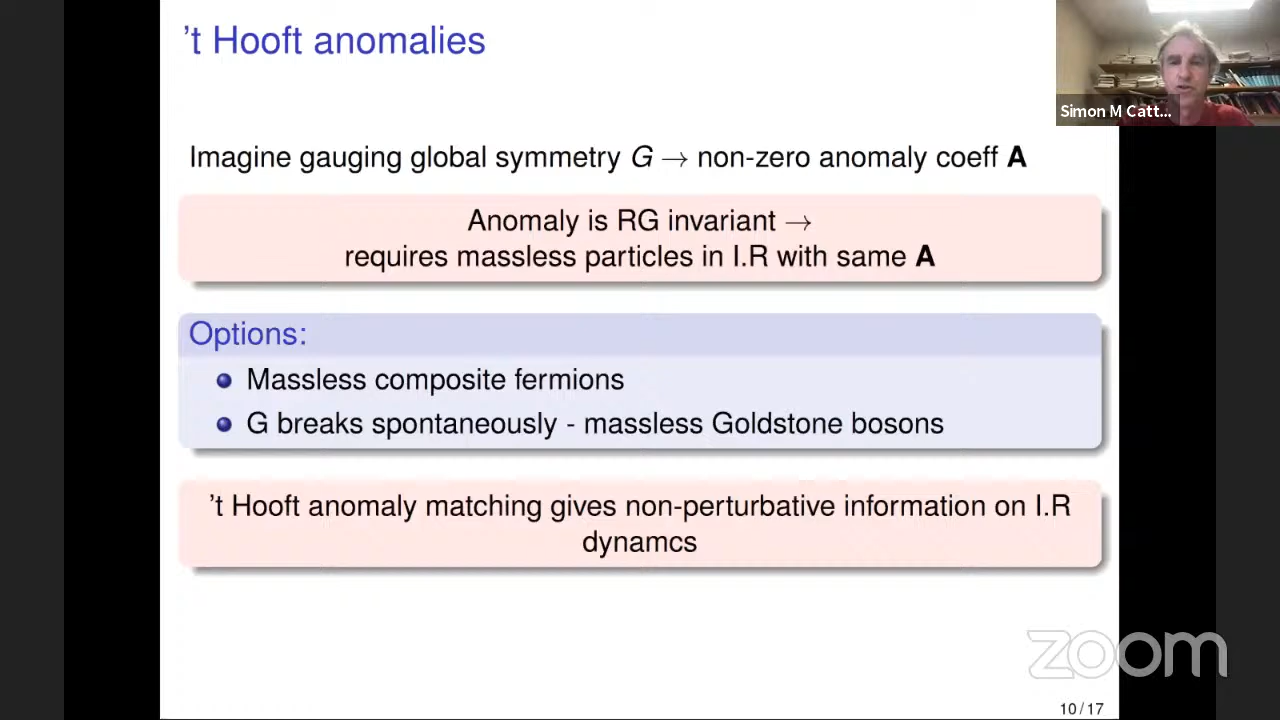 't Hooft anomalies
Simon M Catt...
Imagine gauging global symmetry G → non-zero anomaly coeff A
Anomaly is RG invariant →
requires massless particles in I.R with same A
Options:
Massless composite fermions
G breaks spontaneously - massless Goldstone bosons
't Hooft anomaly matching gives non-perturbative information on I.R
dynamcs
zoom
10 / 17